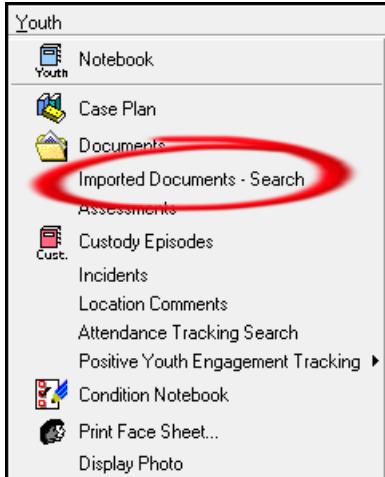 Youth
Youth
Notebook
Case Plan
Documents
Imported Documents - Search
Assessments
Cust.
Custody Episodes
Incidents
Location Comments
Attendance Tracking Search
Positive Youth Engagement Tracking
Condition Notebook
Print Face Sheet...
Display Photo